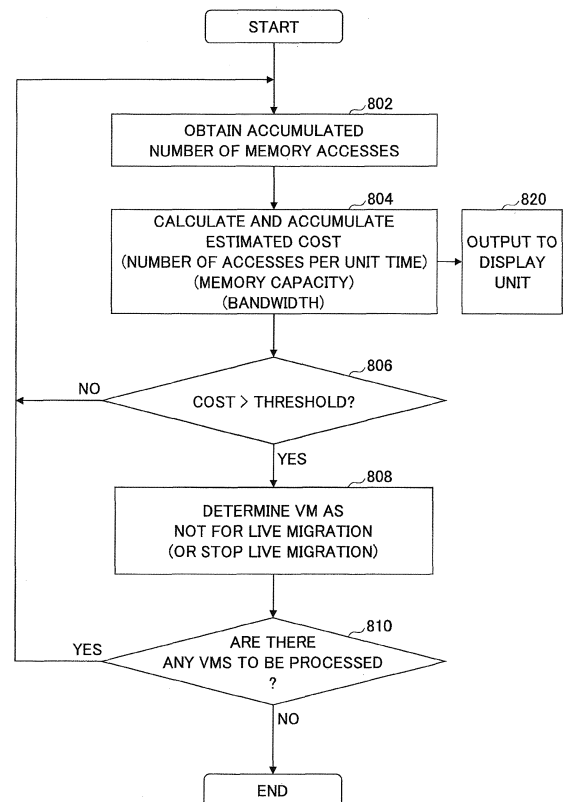 START
802
OBTAIN ACCUMULATED
NUMBER OF MEMORY ACCESSES
804
CALCULATE AND ACCUMULATE
ESTIMATED COST
(NUMBER OF ACCESSES PER UNIT TIME)
(MEMORY CAPACITY)
(BANDWIDTH)
820
OUTPUT TO
DISPLAY
UNIT
806
NO
COST > THRESHOLD?
YES
808
DETERMINE VM AS
NOT FOR LIVE MIGRATION
(OR STOP LIVE MIGRATION)
810
YES
ARE THERE
ANY VMS TO BE PROCESSED
?
NO
END